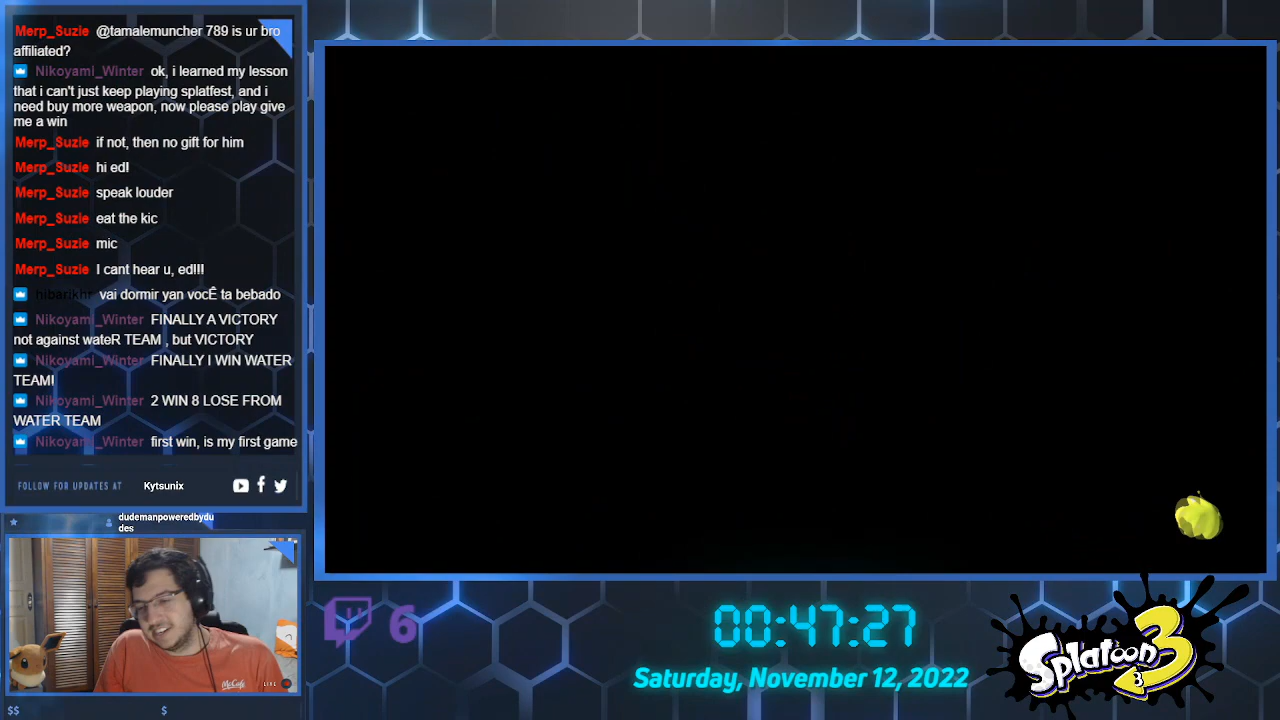 Merp_Suzie @tamalemuncher 789 is ur bro
affiliated?
Nikoyami_Winter ok, i learned my lesson
that i can't just keep playing splatfest, and i
need buy more weapon, now please play give
me a win
Merp_Suzie if not, then no gift for him
Merp_Suzie hi ed!
Merp_Suzie speak louder
Merp_Suzie eat the kic
Merp_Suzie mic
Merp_Suzie I cant hear u, ed!!!
hibarikhr vai dormir yan vocÊ ta bebado
Nikoyami_Winter FINALLY A VICTORY
not against wateR TEAM , but VICTORY
Nikoyami_Winter FINALLY I WIN WATER
TEAM!
Nikoyami_Winter 2 WIN 8 LOSE FROM
WATER TEAM
Nikoyami_Winter first win, is my first game
FOLLOW FOR UPDATES AT Kytsunix
dudemanpoweredbydu
des
McCafe
LIVE
$$ $
6
00:47:27
Saturday, November 12, 2022
Splatoon 3